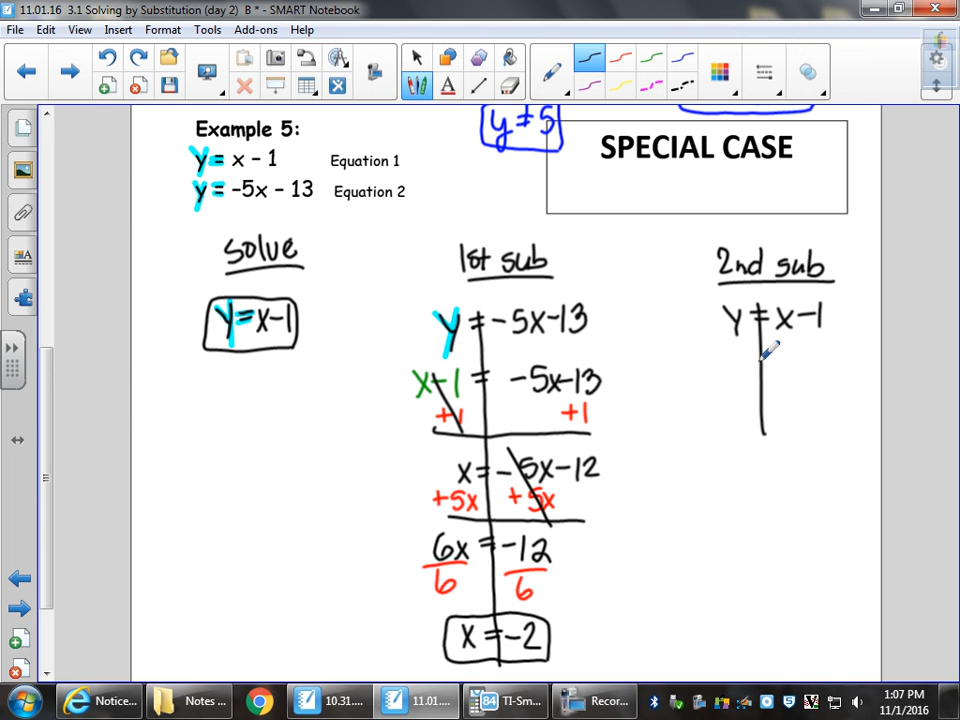 11.01.16 3.1 Solving by Substitution (day 2) B * - SMART Notebook
File Edit View Insert Format Tools Add-ons Help
y = 5
Example 5:
SPECIAL CASE
y = x – 1 Equation 1
y = –5x – 13 Equation 2
solve
1st sub
2nd sub
y=x-1
y = -5x-13
y = x-1
x-1 = -5x-13
+1 +1
x = -5x-12
+5x +5x
6x = -12
6 6
x = -2
Notice...
Notes ...
10.31....
11.01....
84 TI-Sm...
Recor...
1:07 PM
11/1/2016